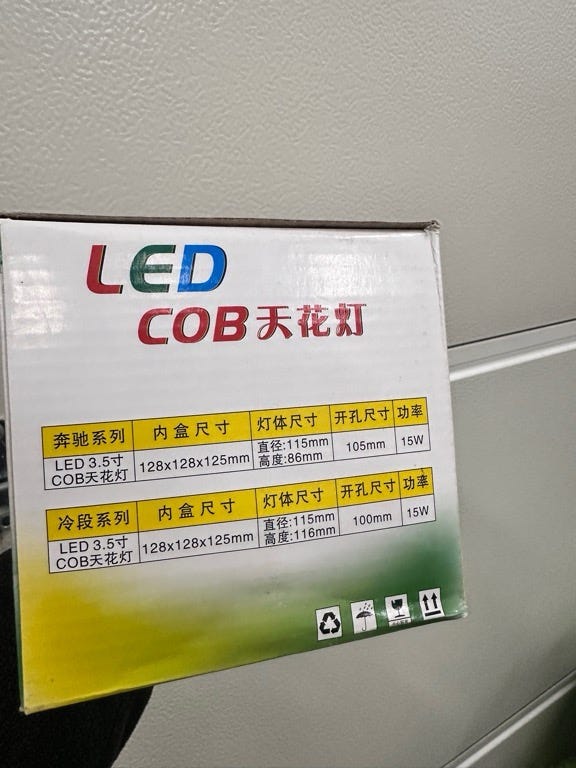 LED
COB天花灯
奔驰系列 内盒尺寸 灯体尺寸 开孔尺寸 功率
LED 3.5寸
COB天花灯 128x128x125mm 直径:115mm
高度:86mm 105mm 15W
冷段系列 内盒尺寸 灯体尺寸 开孔尺寸 功率
LED 3.5寸
COB天花灯 128x128x125mm 直径:115mm
高度:116mm 100mm 15W